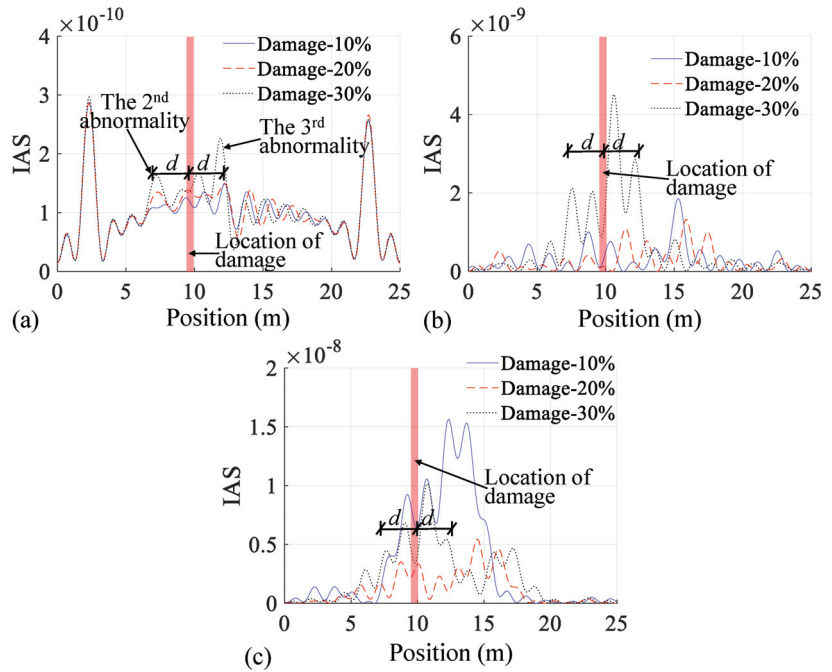 ×10⁻¹⁰
4
3
2
1
0
IAS
Damage-10%
Damage-20%
Damage-30%
The 2nd
abnormality
The 3rd
abnormality
d d
Location of
damage
0 5 10 15 20 25
Position (m)
(a)
×10⁻⁹
6
4
2
0
IAS
Damage-10%
Damage-20%
Damage-30%
d d
Location of
damage
0 5 10 15 20 25
Position (m)
(b)
×10⁻⁸
2
1.5
1
0.5
0
IAS
Damage-10%
Damage-20%
Damage-30%
Location of
damage
d d
0 5 10 15 20 25
Position (m)
(c)